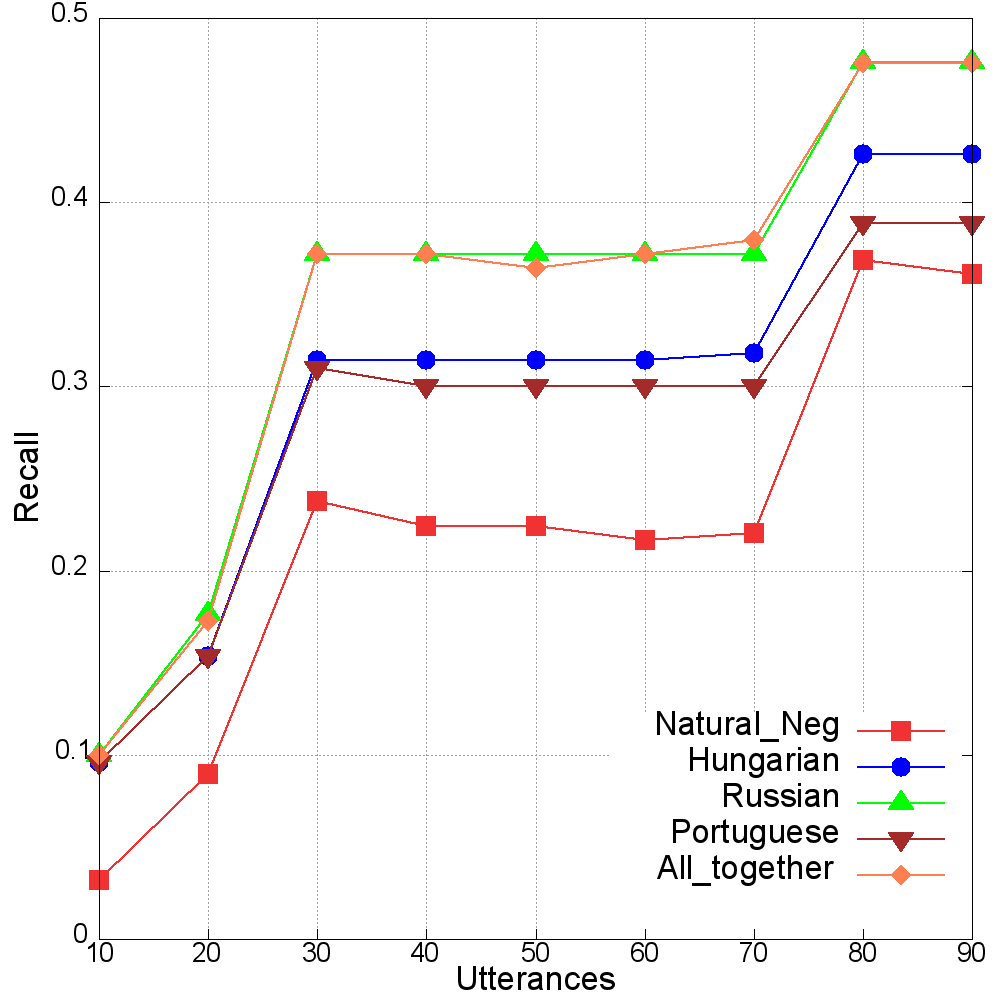 0.5
0.4
0.3
0.2
0.1
0
Recall
Natural_Neg
Hungarian
Russian
Portuguese
All_together
10 20 30 40 50 60 70 80 90
Utterances